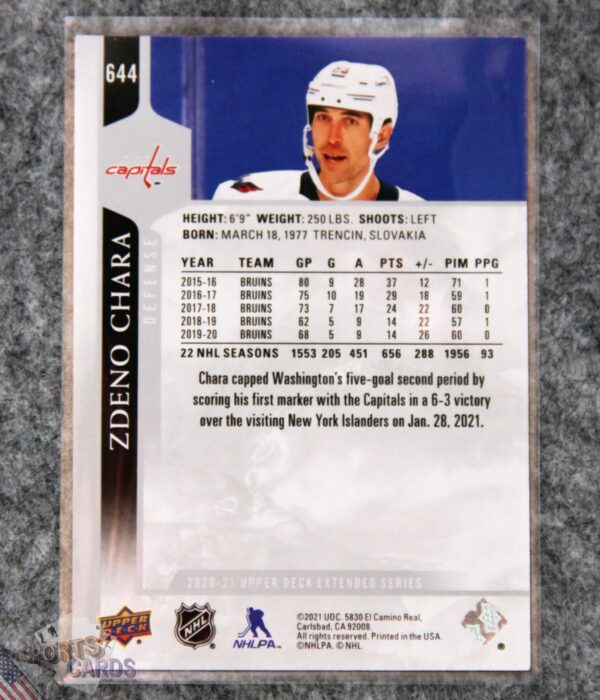 644
capitals
ZDENO CHARA
DEFENSE
HEIGHT: 6'9" WEIGHT: 250 LBS. SHOOTS: LEFT
BORN: MARCH 18, 1977 TRENCIN, SLOVAKIA
YEAR TEAM GP G A PTS +/- PIM PPG
2015-16 BRUINS 80 9 28 37 12 71 1
2016-17 BRUINS 75 10 19 29 18 59 1
2017-18 BRUINS 73 7 17 24 22 60 0
2018-19 BRUINS 62 5 9 14 22 57 1
2019-20 BRUINS 68 5 9 14 26 60 0
22 NHL SEASONS 1553 205 451 656 288 1956 93
Chara capped Washington's five-goal second period by
scoring his first marker with the Capitals in a 6-3 victory
over the visiting New York Islanders on Jan. 28, 2021.
2020-21 UPPER DECK EXTENDED SERIES
UPPER DECK
NHL
NHLPA
©2021 UDC. 5830 El Camino Real,
Carlsbad, CA 92008.
All rights reserved. Printed in the USA.
©NHLPA. © NHL.
SPORTS
CARDS